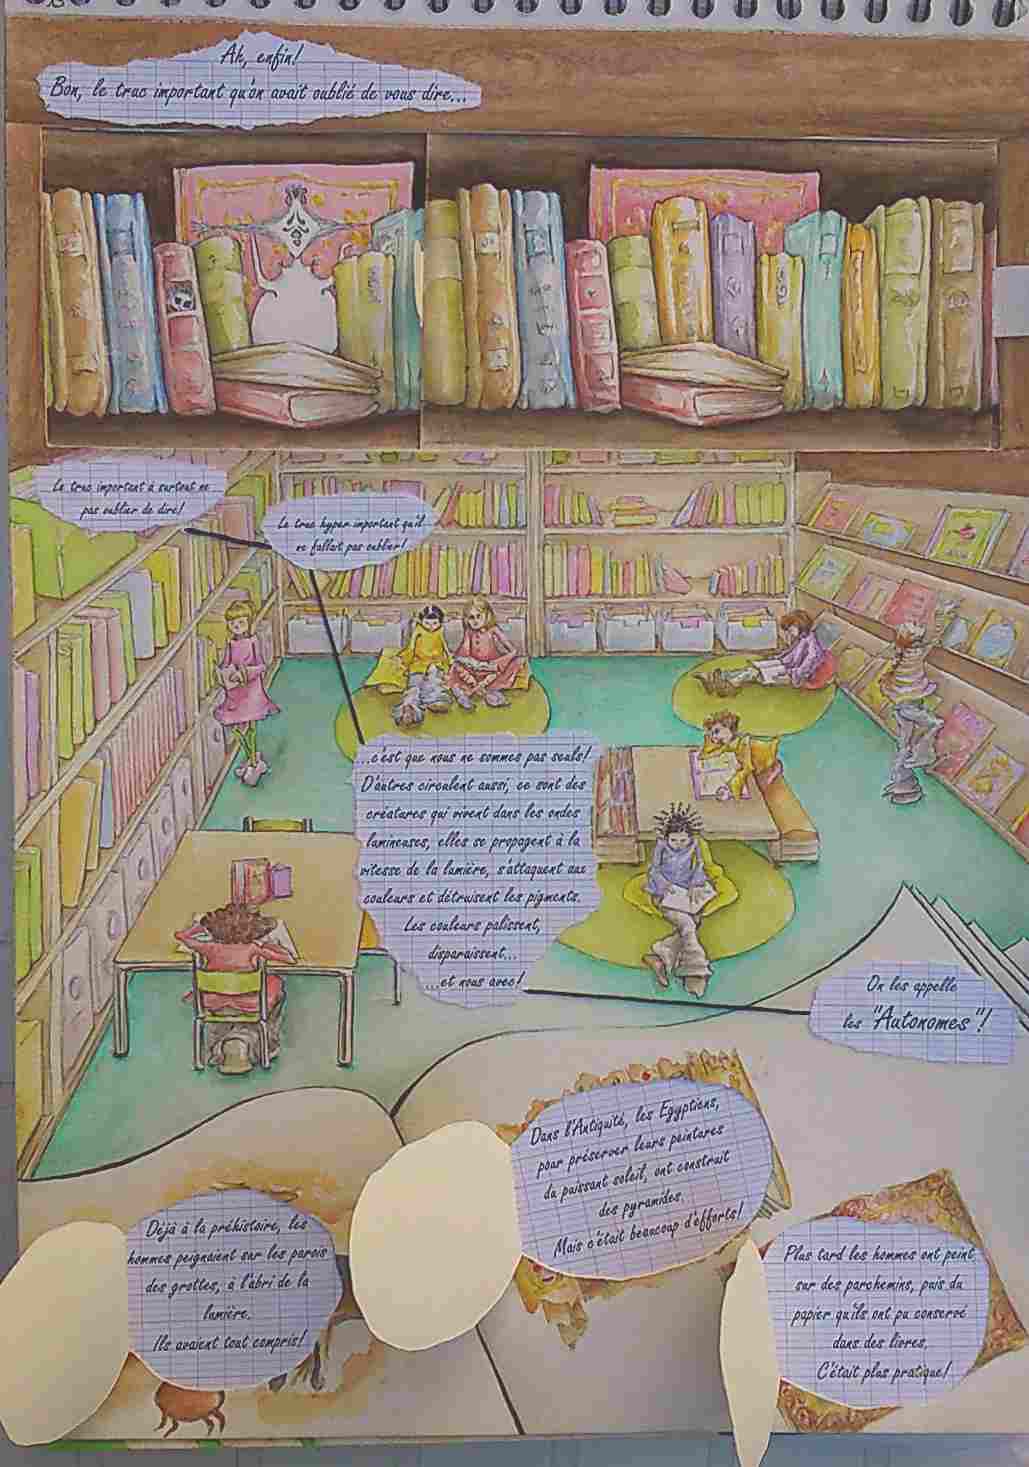 Ah, enfin!
Bon, le truc important qu'on avait oublié de vous dire...
Le truc important à surtout ne
pas oublier de dire!
Le truc hyper important qu'il
ne fallait pas oublier!
...c'est que nous ne sommes pas seuls!
D'autres circulent aussi, ce sont des
créatures qui vivent dans les ondes
lumineuses, elles se propagent à la
vitesse de la lumière, s'attaquent aux
couleurs et détruisent les pigments.
Les couleurs palissent,
disparaissent...
...et nous avec!
On les appelle
les "Autonomes"!
Dans l'Antiquité, les Egyptiens,
pour préserver leurs peintures
du puissant soleil, ont construit
des pyramides.
Mais c'était beaucoup d'efforts!
Déjà à la préhistoire, les
hommes peignaient sur les parois
des grottes, à l'abri de la
lumière.
Ils avaient tout compris!
Plus tard les hommes ont peint
sur des parchemins, puis du
papier qu'ils ont pu conservé
dans des livres.
C'était plus pratique!